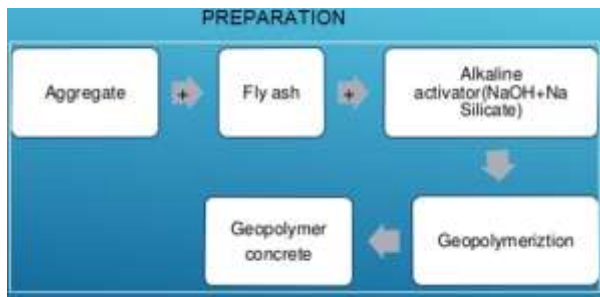 PREPARATION
Aggregate
+
Fly ash
+
Alkaline
activator(NaOH+Na
Silicate)
Geopolymeriztion
Geopolymer
concrete